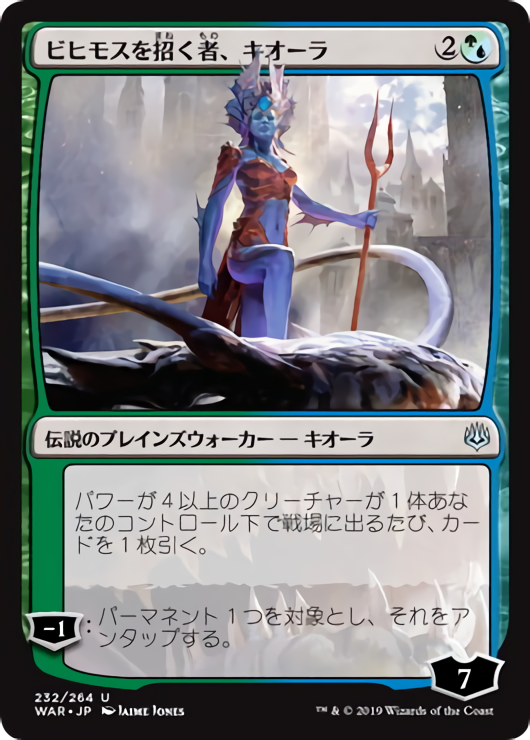 ビヒモスを招く者、キオーラ 2
まね もの
伝説のプレインズウォーカー ― キオーラ
パワーが4以上のクリーチャーが1体あな
たのコントロール下で戦場に出るたび、カー
ドを1枚引く。
-1 :パーマネント1つを対象とし、それをア
ンタップする。
7
232/264 U
WAR • JP JAIME JONES
™ & © 2019 Wizards of the Coast